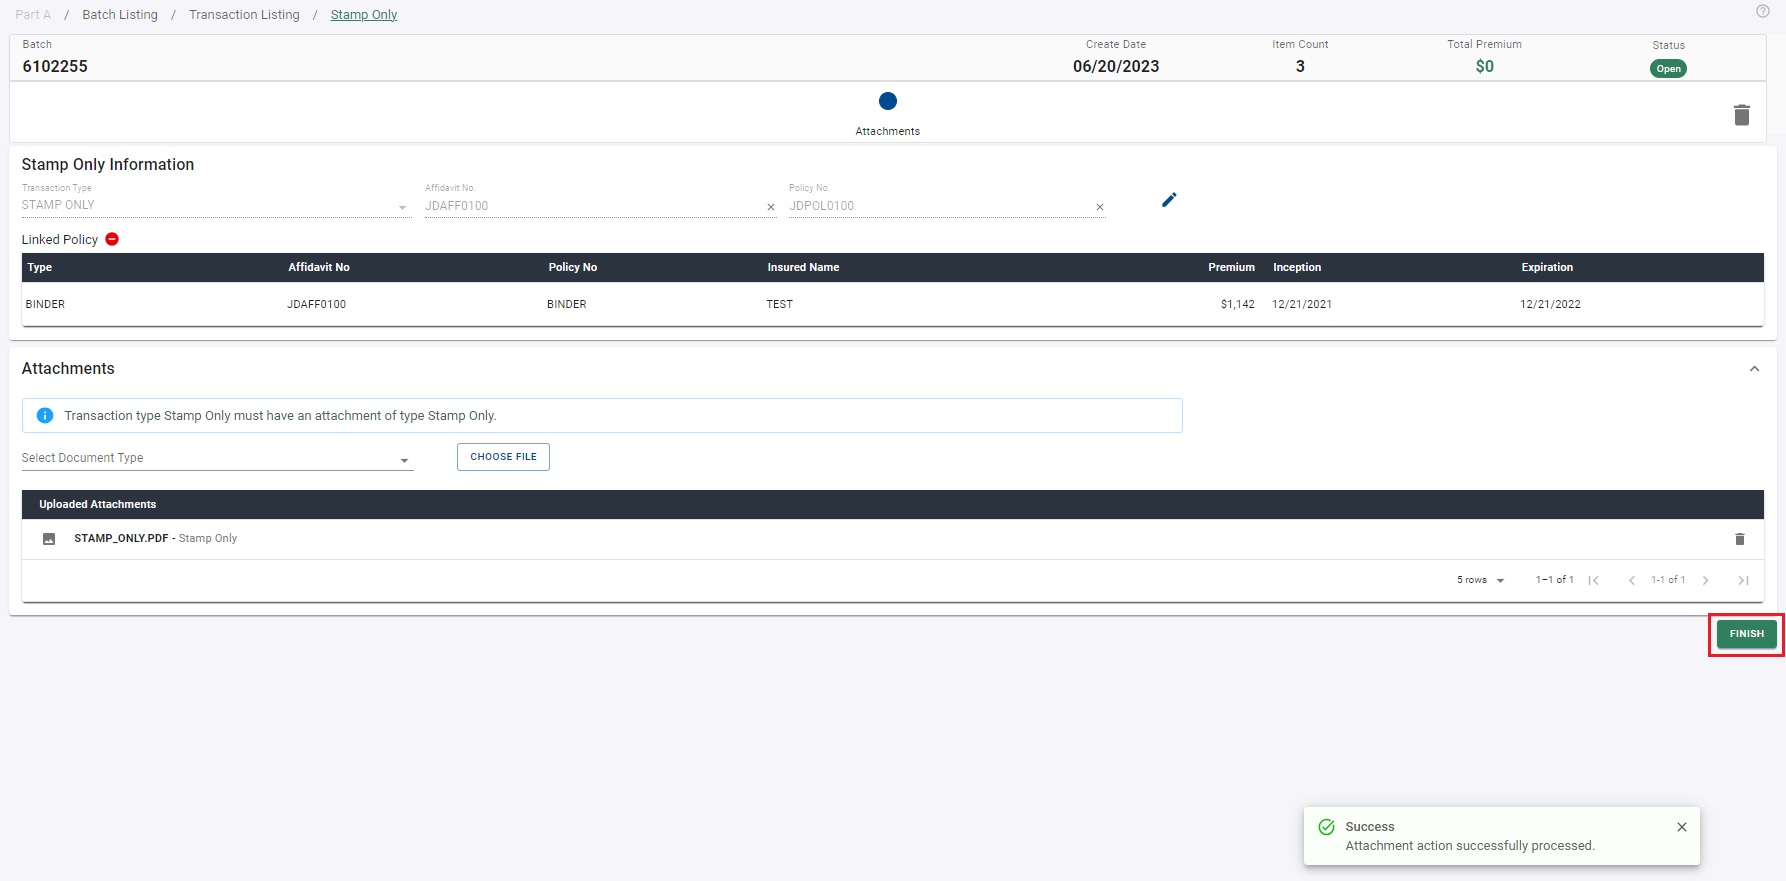 Part A / Batch Listing / Transaction Listing / Stamp Only
Batch Create Date Item Count Total Premium Status
6102255 06/20/2023 3 $0 Open
Attachments
Stamp Only Information
Transaction Type Affidavit No. Policy No.
STAMP ONLY JDAFF0100 JDPOL0100
Linked Policy
Type Affidavit No Policy No Insured Name Premium Inception Expiration
BINDER JDAFF0100 BINDER TEST $1,142 12/21/2021 12/21/2022
Attachments
Transaction type Stamp Only must have an attachment of type Stamp Only.
Select Document Type CHOOSE FILE
Uploaded Attachments
STAMP_ONLY.PDF - Stamp Only
5 rows 1–1 of 1 1-1 of 1
FINISH
Success
Attachment action successfully processed.